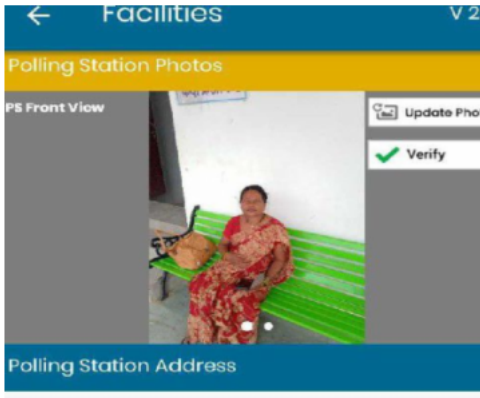 Facilities
V 2
Polling Station Photos
PS Front View
Update Pho
Verify
Polling Station Address